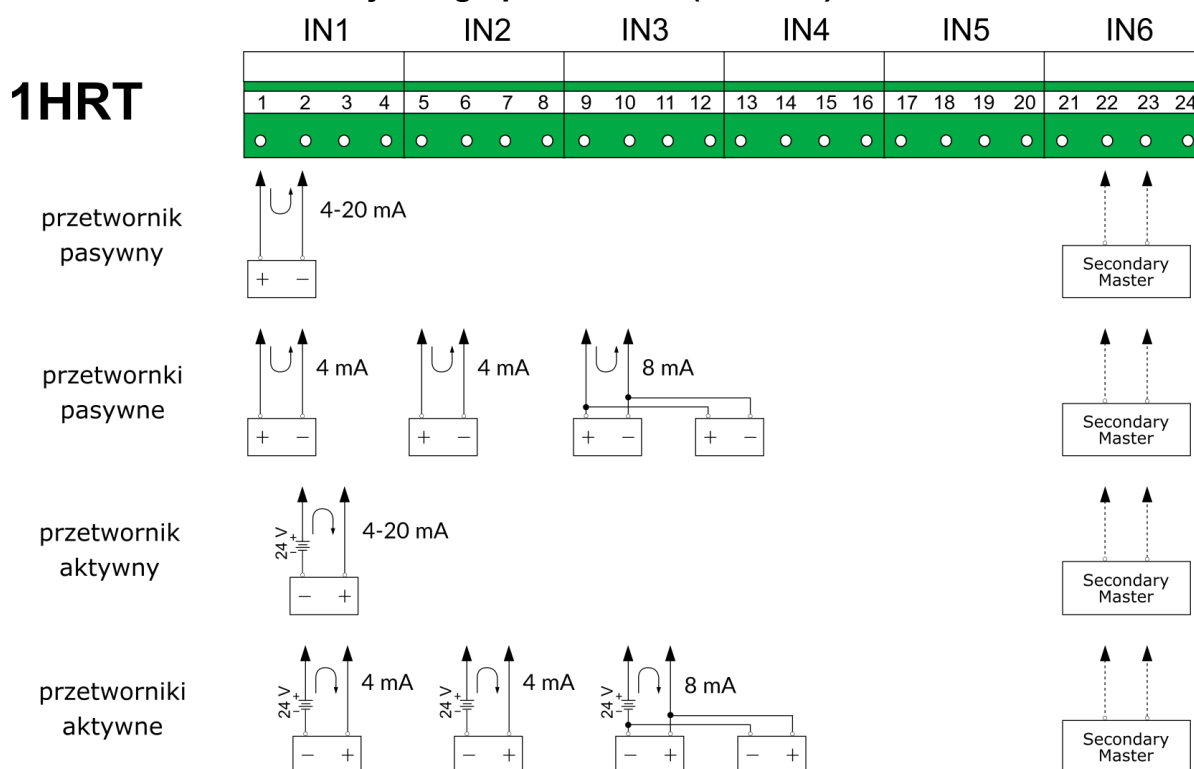 IN1 IN2 IN3 IN4 IN5 IN6
1HRT
1 2 3 4 5 6 7 8 9 10 11 12 13 14 15 16 17 18 19 20 21 22 23 24
przetwornik
pasywny
4-20 mA
+ −
Secondary
Master
przetwornki
pasywne
4 mA 4 mA 8 mA
+ − + − + − + −
Secondary
Master
przetwornik
aktywny
24 V + − 4-20 mA
− +
Secondary
Master
przetworniki
aktywne
24 V + − 4 mA 24 V + − 4 mA 24 V + − 8 mA
− + − + − + − +
Secondary
Master